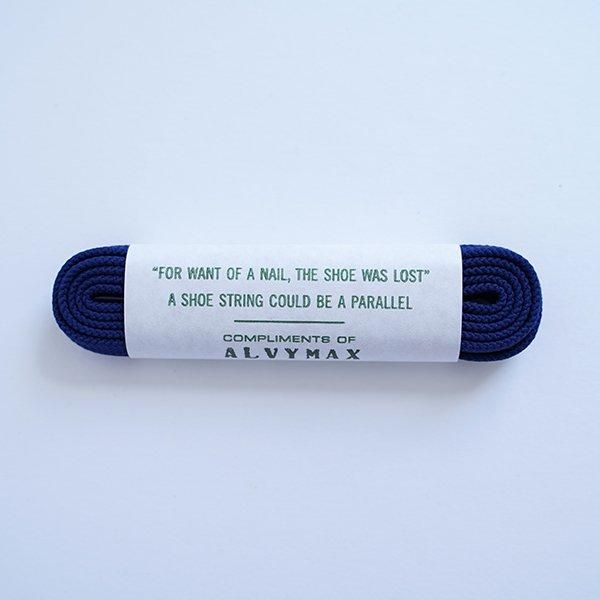 "FOR WANT OF A NAIL, THE SHOE WAS LOST"
A SHOE STRING COULD BE A PARALLEL
COMPLIMENTS OF
ALVYMAX